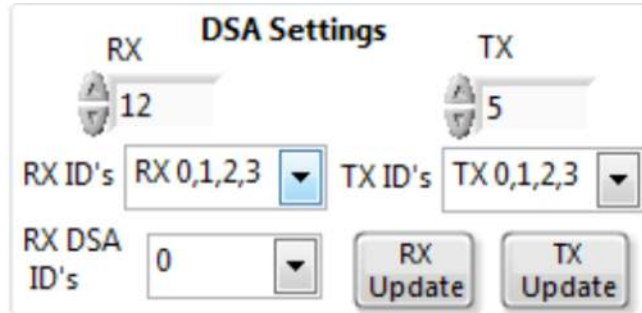 DSA Settings
RX TX
12 5
RX ID's RX 0,1,2,3 TX ID's TX 0,1,2,3
RX DSA
ID's
0
RX
Update
TX
Update